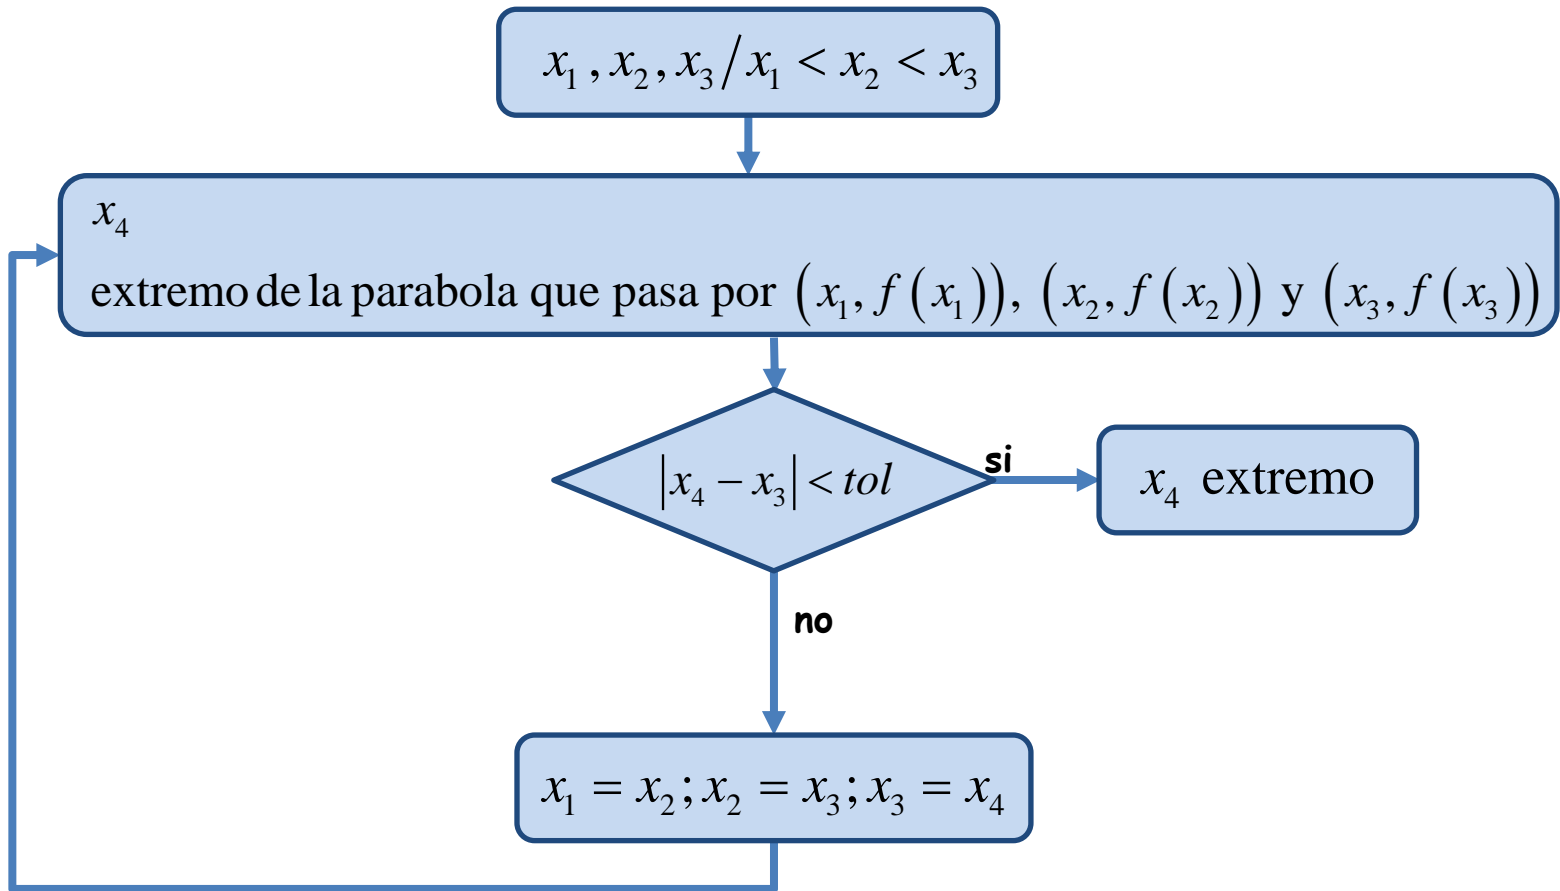 x₁, x₂, x₃/x₁ < x₂ < x₃
x₄
extremo de la parabola que pasa por (x₁, f(x₁)), (x₂, f(x₂)) y (x₃, f(x₃))
|x₄ − x₃| < tol
si
x₄ extremo
no
x₁ = x₂; x₂ = x₃; x₃ = x₄